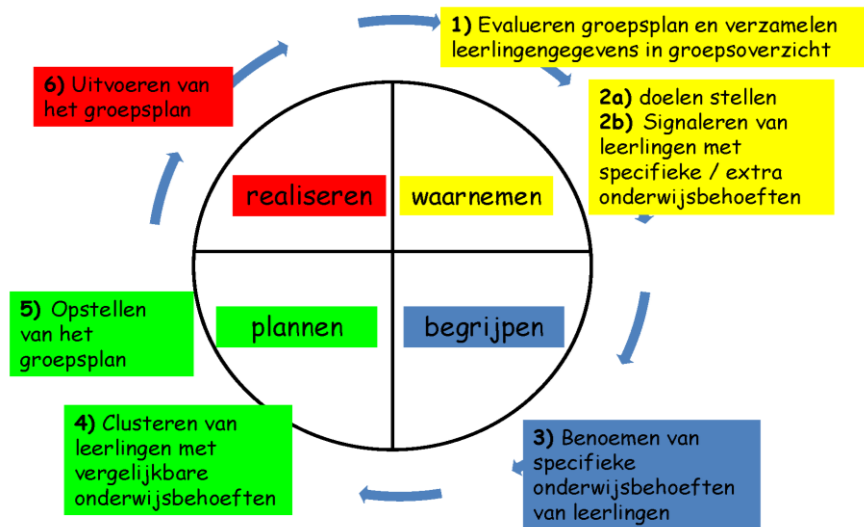 1) Evalueren groepsplan en verzamelen
leerlingengegevens in groepsoverzicht
2a) doelen stellen
2b) Signaleren van
leerlingen met
specifieke / extra
onderwijsbehoeften
3) Benoemen van
specifieke
onderwijsbehoeften
van leerlingen
4) Clusteren van
leerlingen met
vergelijkbare
onderwijsbehoeften
5) Opstellen
van het
groepsplan
6) Uitvoeren van
het groepsplan
realiseren
waarnemen
plannen
begrijpen